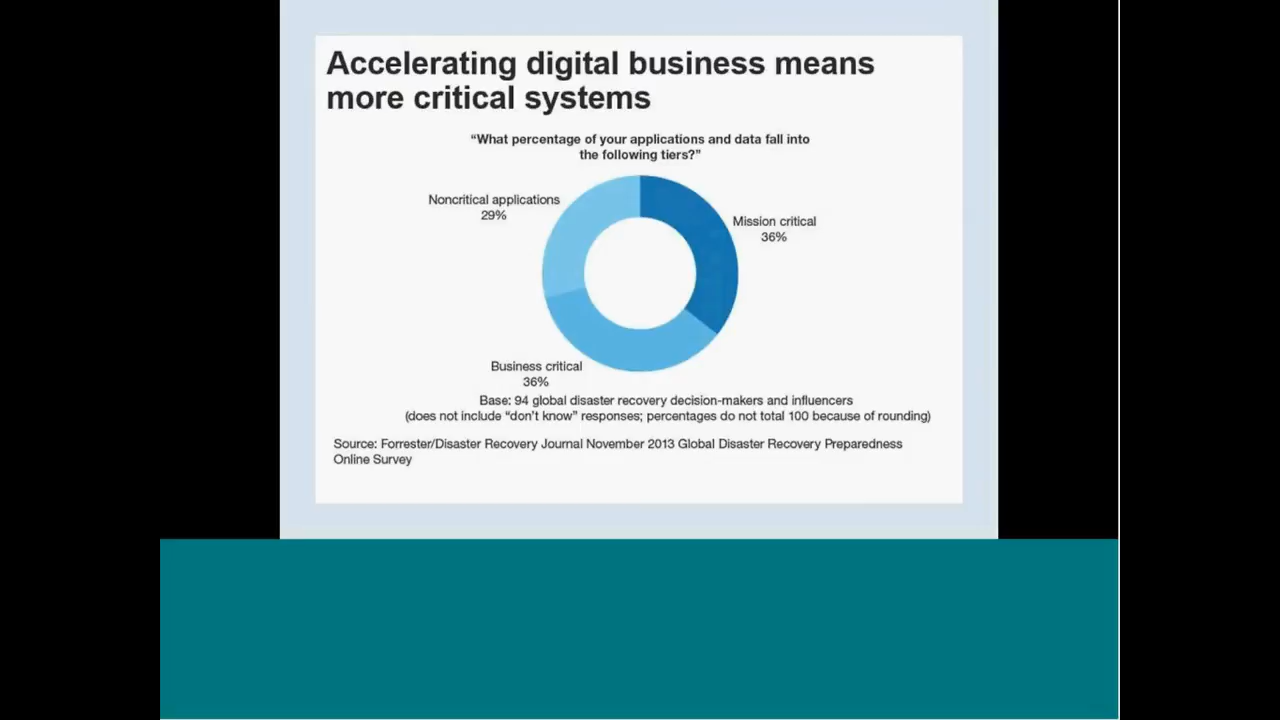 Accelerating digital business means
more critical systems
“What percentage of your applications and data fall into
the following tiers?”
Noncritical applications
29%
Mission critical
36%
Business critical
36%
Base: 94 global disaster recovery decision-makers and influencers
(does not include “don’t know” responses; percentages do not total 100 because of rounding)
Source: Forrester/Disaster Recovery Journal November 2013 Global Disaster Recovery Preparedness
Online Survey